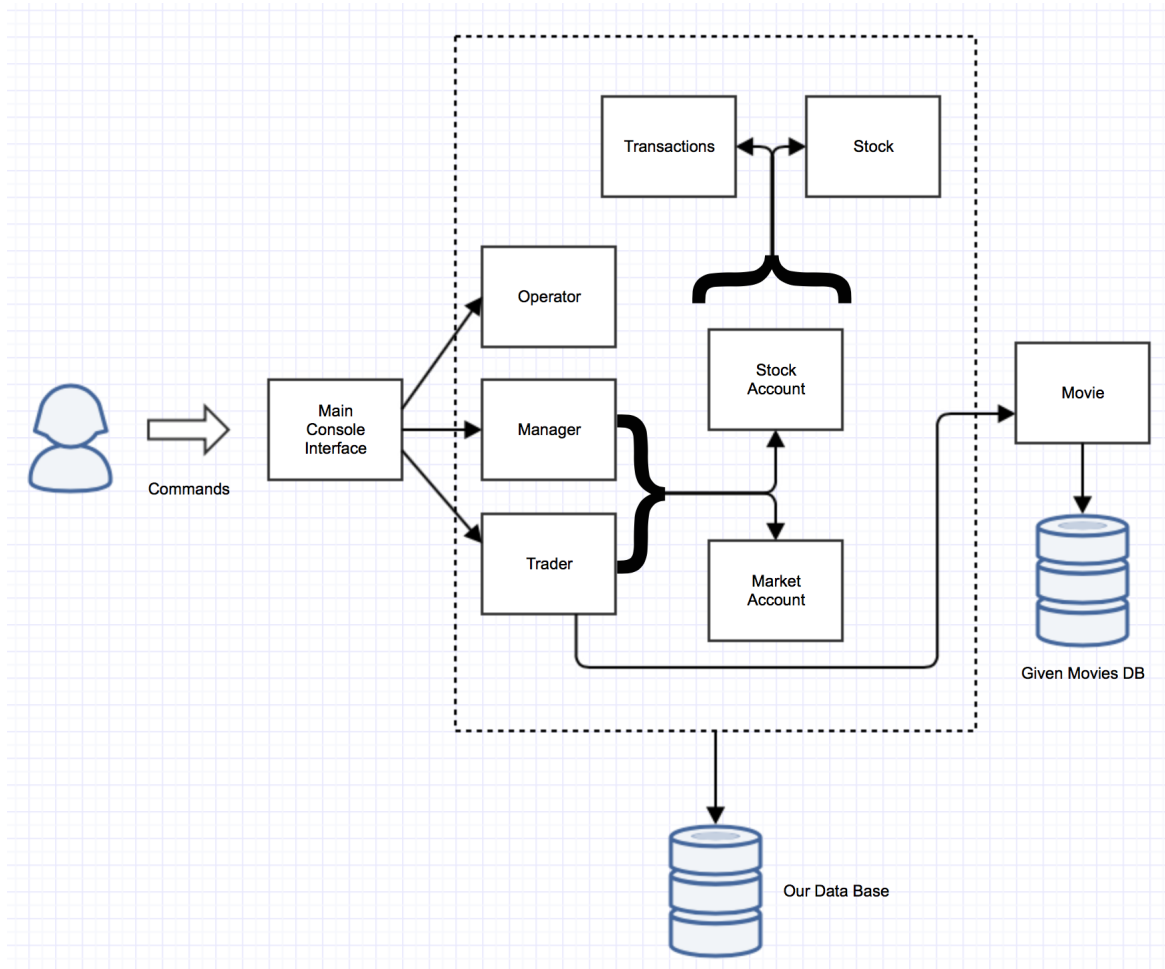 Transactions
Stock
Operator
Stock
Account
Main
Console
Interface
Manager
Movie
Commands
Trader
Market
Account
Given Movies DB
Our Data Base